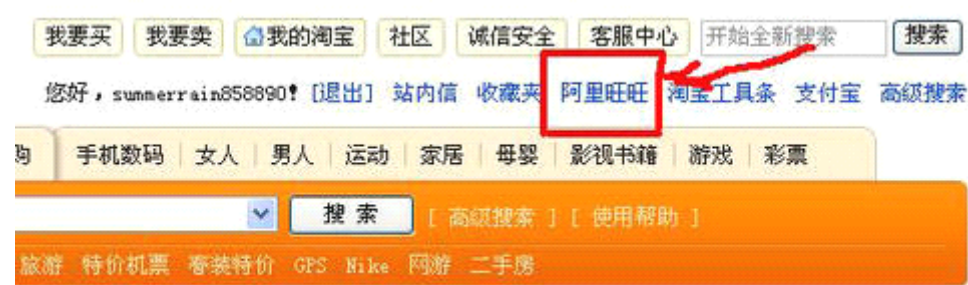 我要买 我要卖 我的淘宝 社区 诚信安全 客服中心 开始全新搜索 搜索
您好，summerrain858890! [退出] 站内信 收藏夹 阿里旺旺 淘宝工具条 支付宝 高级搜索
购 手机数码 | 女人 | 男人 | 运动 | 家居 | 母婴 | 影视书籍 | 游戏 | 彩票
搜 索 [ 高级搜索 ] [ 使用帮助 ]
旅游 特价机票 春装特价 GPS Nike 网游 二手房